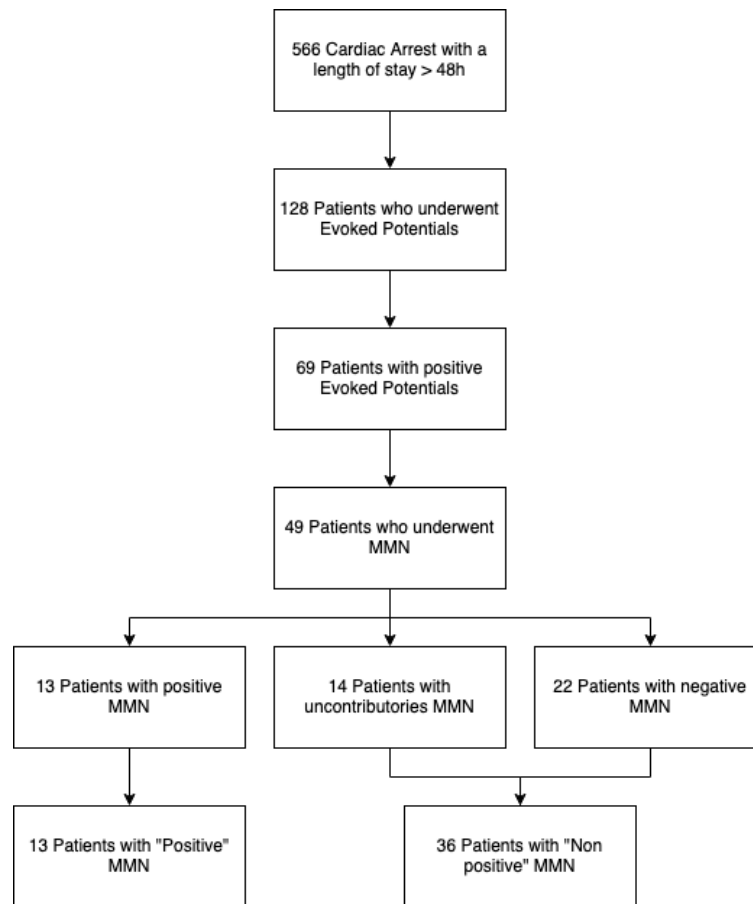 566 Cardiac Arrest with a
length of stay > 48h
128 Patients who underwent
Evoked Potentials
69 Patients with positive
Evoked Potentials
49 Patients who underwent
MMN
13 Patients with positive
MMN
14 Patients with
uncontributories MMN
22 Patients with negative
MMN
13 Patients with "Positive"
MMN
36 Patients with "Non
positive" MMN